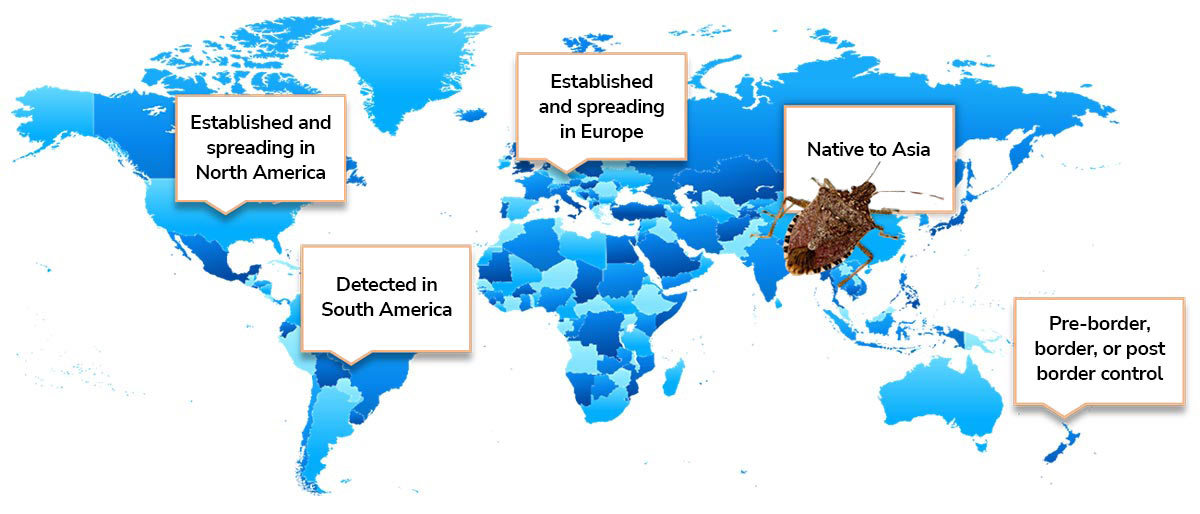 Established and
spreading in
North America
Established
and spreading
in Europe
Native to Asia
Detected in
South America
Pre-border,
border, or post
border control